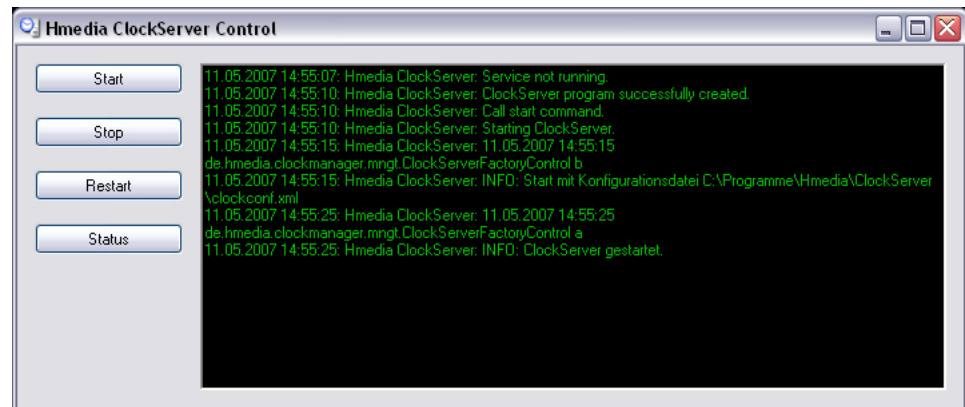 Hmedia ClockServer Control
Start
Stop
Restart
Status
11.05.2007 14:55:07: Hmedia ClockServer: Service not running.
11.05.2007 14:55:10: Hmedia ClockServer: ClockServer program successfully created.
11.05.2007 14:55:10: Hmedia ClockServer: Call start command.
11.05.2007 14:55:10: Hmedia ClockServer: Starting ClockServer.
11.05.2007 14:55:15: Hmedia ClockServer: 11.05.2007 14:55:15
de.hmedia.clockmanager.mngt.ClockServerFactoryControl b
11.05.2007 14:55:15: Hmedia ClockServer: INFO: Start mit Konfigurationsdatei C:\Programme\Hmedia\ClockServer
\clockconf.xml
11.05.2007 14:55:25: Hmedia ClockServer: 11.05.2007 14:55:25
de.hmedia.clockmanager.mngt.ClockServerFactoryControl a
11.05.2007 14:55:25: Hmedia ClockServer: INFO: ClockServer gestartet.